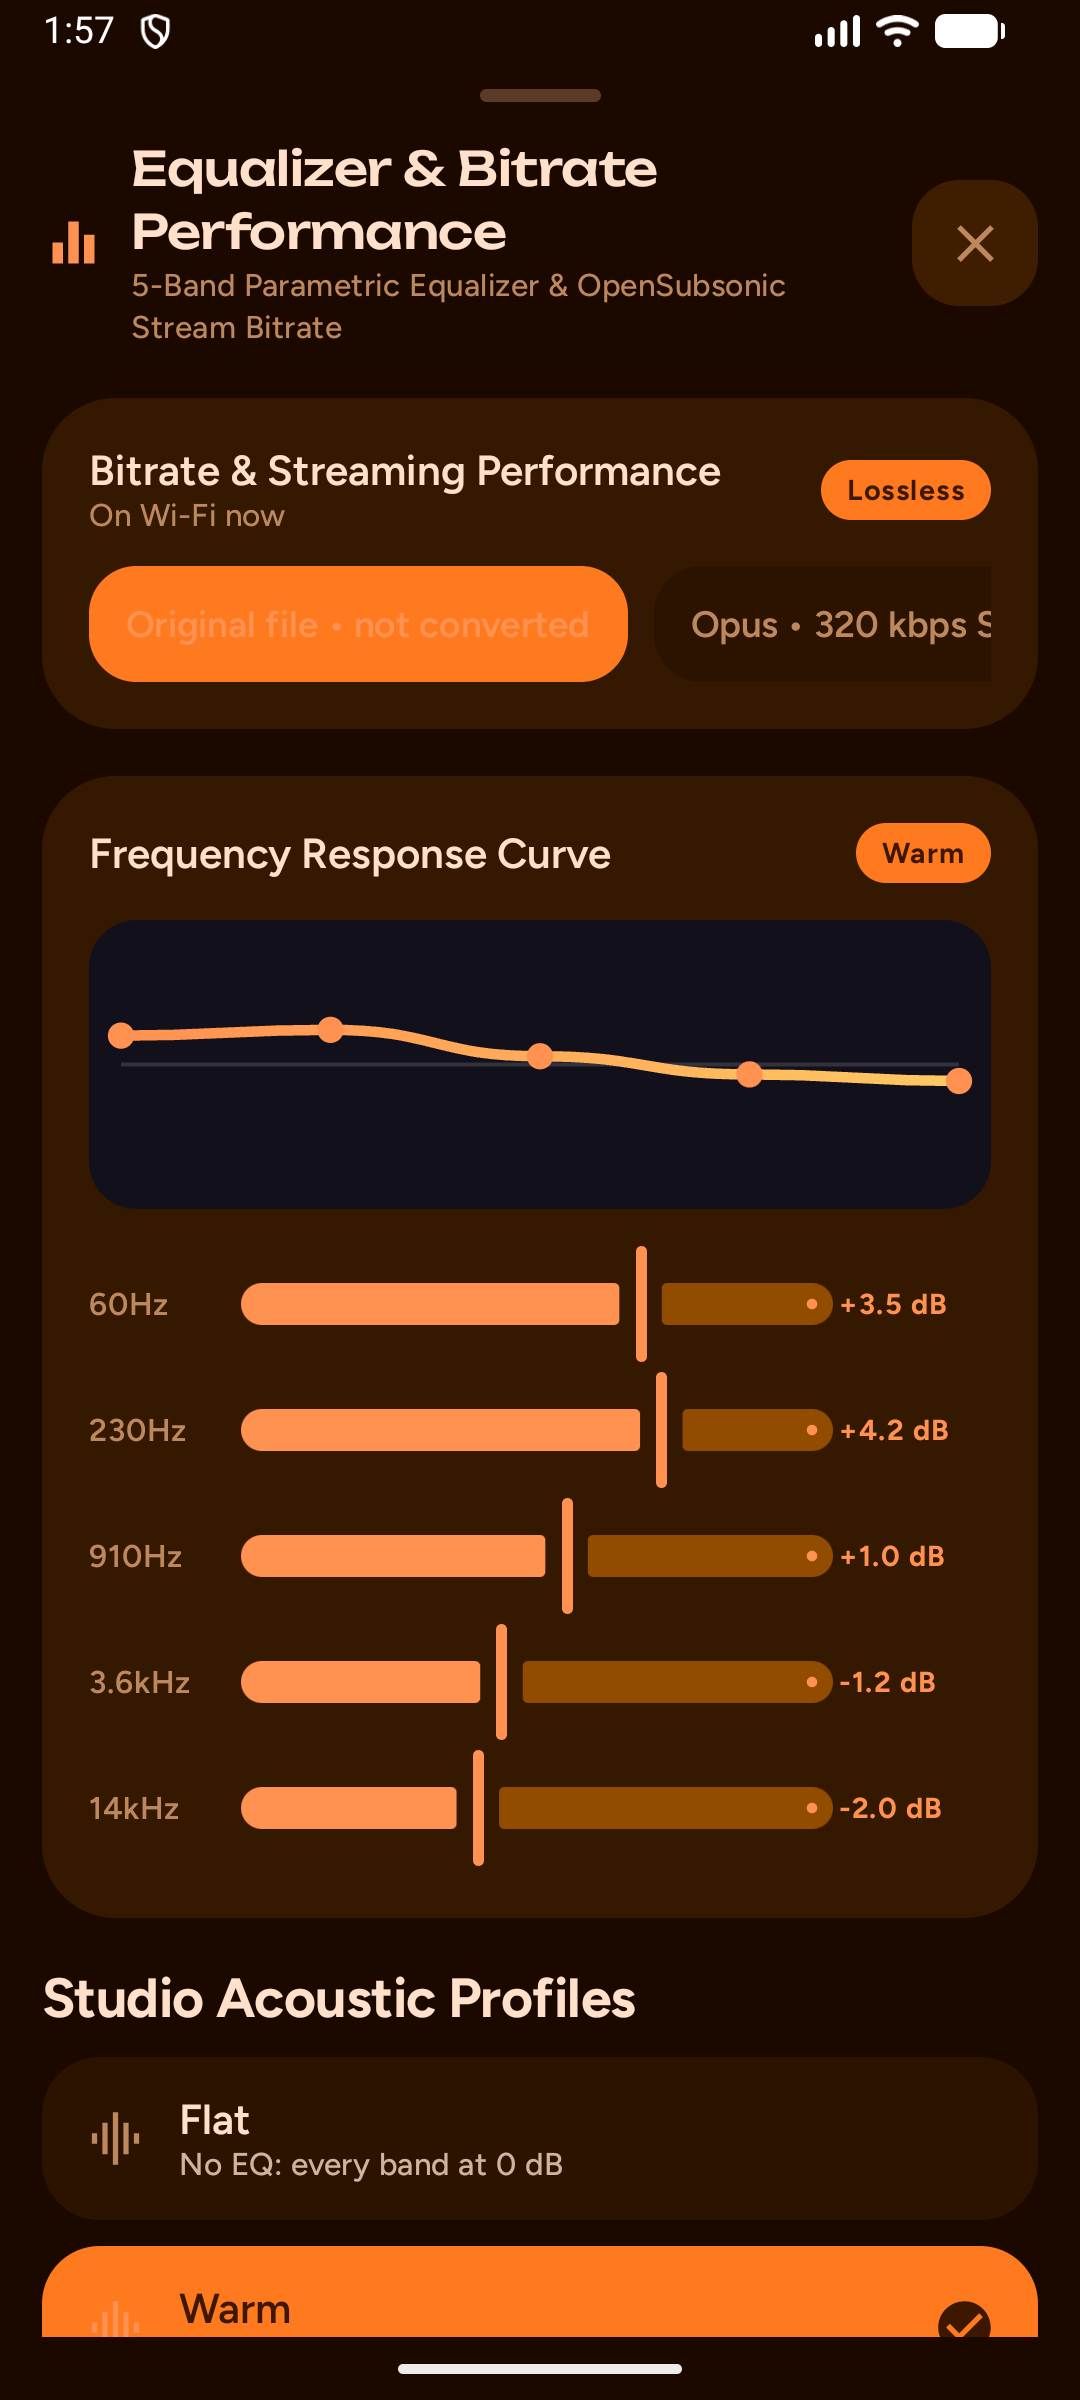 1:57
Equalizer & Bitrate
Performance
5-Band Parametric Equalizer & OpenSubsonic
Stream Bitrate
Bitrate & Streaming Performance
On Wi-Fi now
Lossless
Original file • not converted
Opus • 320 kbps S
Frequency Response Curve
Warm
60Hz +3.5 dB
230Hz +4.2 dB
910Hz +1.0 dB
3.6kHz -1.2 dB
14kHz -2.0 dB
Studio Acoustic Profiles
Flat
No EQ: every band at 0 dB
Warm